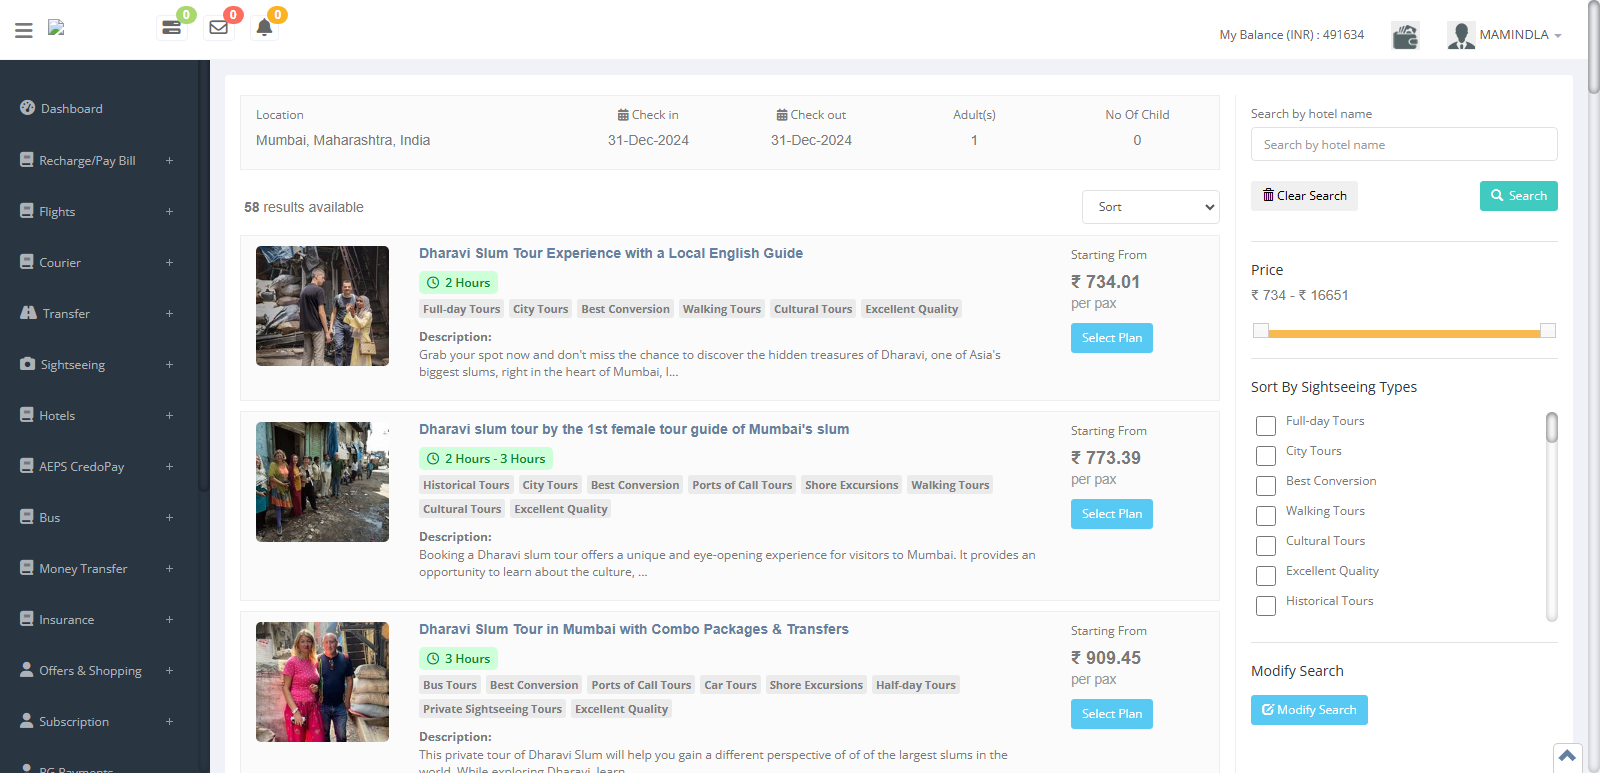 0
0
0
My Balance (INR) : 491634
MAMINDLA
Dashboard
Recharge/Pay Bill +
Flights +
Courier +
Transfer +
Sightseeing +
Hotels +
AEPS CredoPay +
Bus +
Money Transfer +
Insurance +
Offers & Shopping +
Subscription +
PG Payments
Location
Mumbai, Maharashtra, India
Check in
31-Dec-2024
Check out
31-Dec-2024
Adult(s)
1
No Of Child
0
58 results available
Sort
Dharavi Slum Tour Experience with a Local English Guide
2 Hours
Full-day Tours City Tours Best Conversion Walking Tours Cultural Tours Excellent Quality
Description:
Grab your spot now and don't miss the chance to discover the hidden treasures of Dharavi, one of Asia's
biggest slums, right in the heart of Mumbai, I...
Starting From
₹ 734.01
per pax
Select Plan
Dharavi slum tour by the 1st female tour guide of Mumbai's slum
2 Hours - 3 Hours
Historical Tours City Tours Best Conversion Ports of Call Tours Shore Excursions Walking Tours
Cultural Tours Excellent Quality
Description:
Booking a Dharavi slum tour offers a unique and eye-opening experience for visitors to Mumbai. It provides an
opportunity to learn about the culture, ...
Starting From
₹ 773.39
per pax
Select Plan
Dharavi Slum Tour in Mumbai with Combo Packages & Transfers
3 Hours
Bus Tours Best Conversion Ports of Call Tours Car Tours Shore Excursions Half-day Tours
Private Sightseeing Tours Excellent Quality
Description:
This private tour of Dharavi Slum will help you gain a different perspective of of of the largest slums in the
world. While exploring Dharavi, learn...
Starting From
₹ 909.45
per pax
Select Plan
Search by hotel name
Search by hotel name
Clear Search
Search
Price
₹ 734 - ₹ 16651
Sort By Sightseeing Types
Full-day Tours
City Tours
Best Conversion
Walking Tours
Cultural Tours
Excellent Quality
Historical Tours
Modify Search
Modify Search